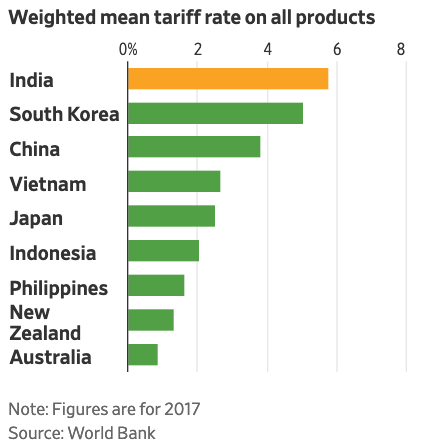 Weighted mean tariff rate on all products
0% 2 4 6 8
India
South Korea
China
Vietnam
Japan
Indonesia
Philippines
New
Zealand
Australia
Note: Figures are for 2017
Source: World Bank